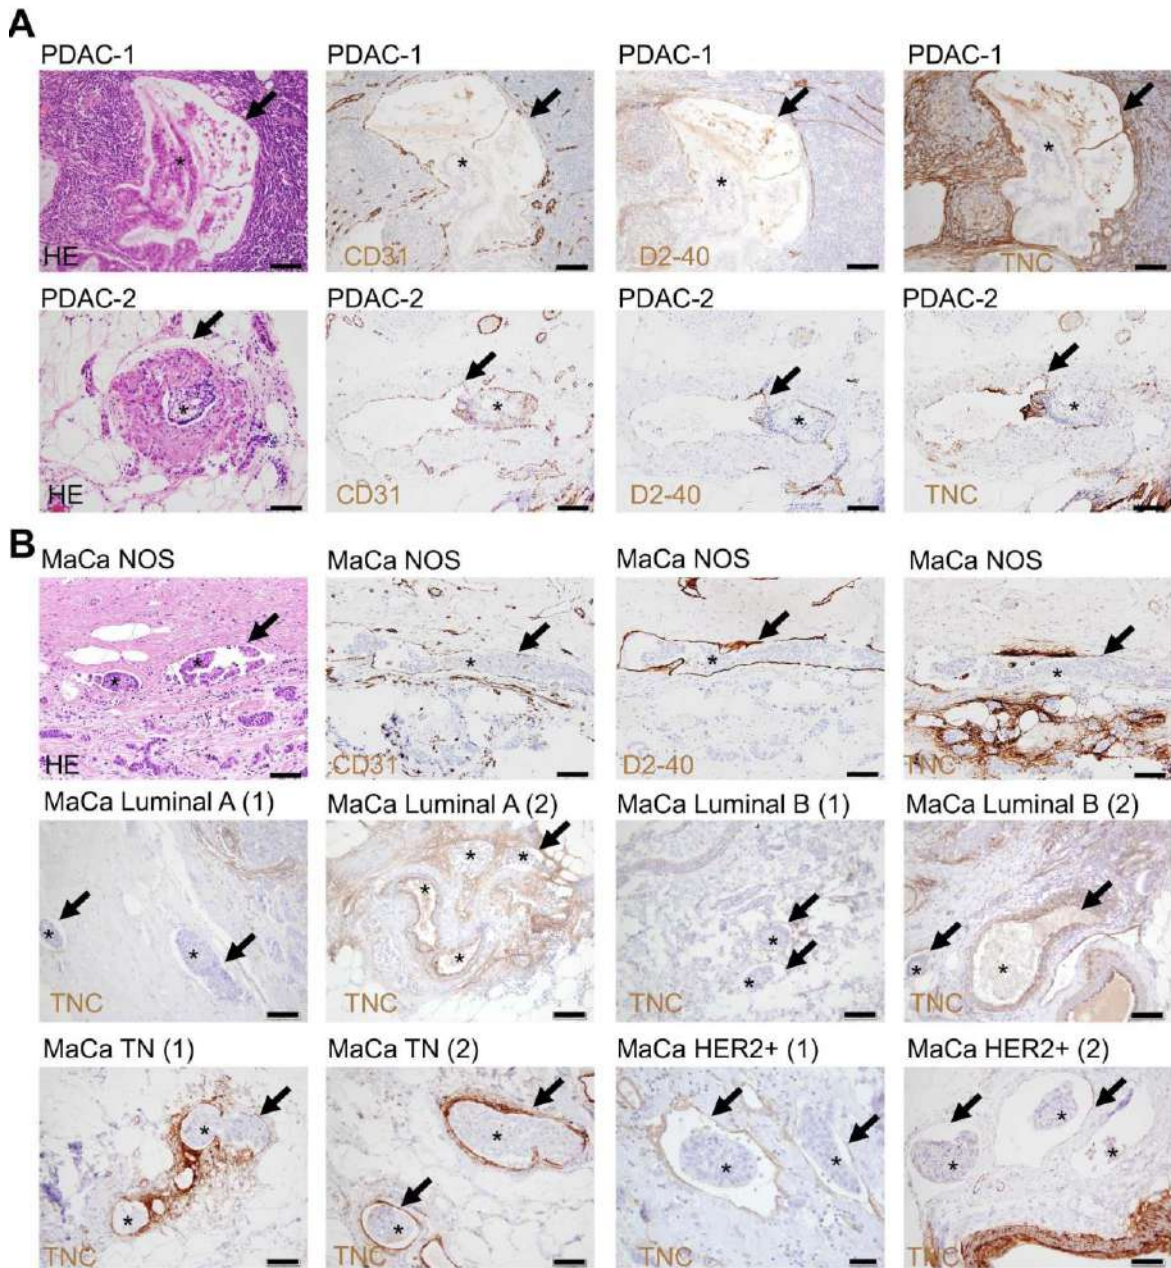 A
PDAC-1 PDAC-1 PDAC-1 PDAC-1
* * * *
HE CD31 D2-40 TNC
PDAC-2 PDAC-2 PDAC-2 PDAC-2
* * * *
HE CD31 D2-40 TNC
B
MaCa NOS MaCa NOS MaCa NOS MaCa NOS
* * * * *
HE CD31 D2-40 TNC
MaCa Luminal A (1) MaCa Luminal A (2) MaCa Luminal B (1) MaCa Luminal B (2)
* * * * * * * * * *
TNC TNC TNC TNC
MaCa TN (1) MaCa TN (2) MaCa HER2+ (1) MaCa HER2+ (2)
* * * * * * * * *
TNC TNC TNC TNC